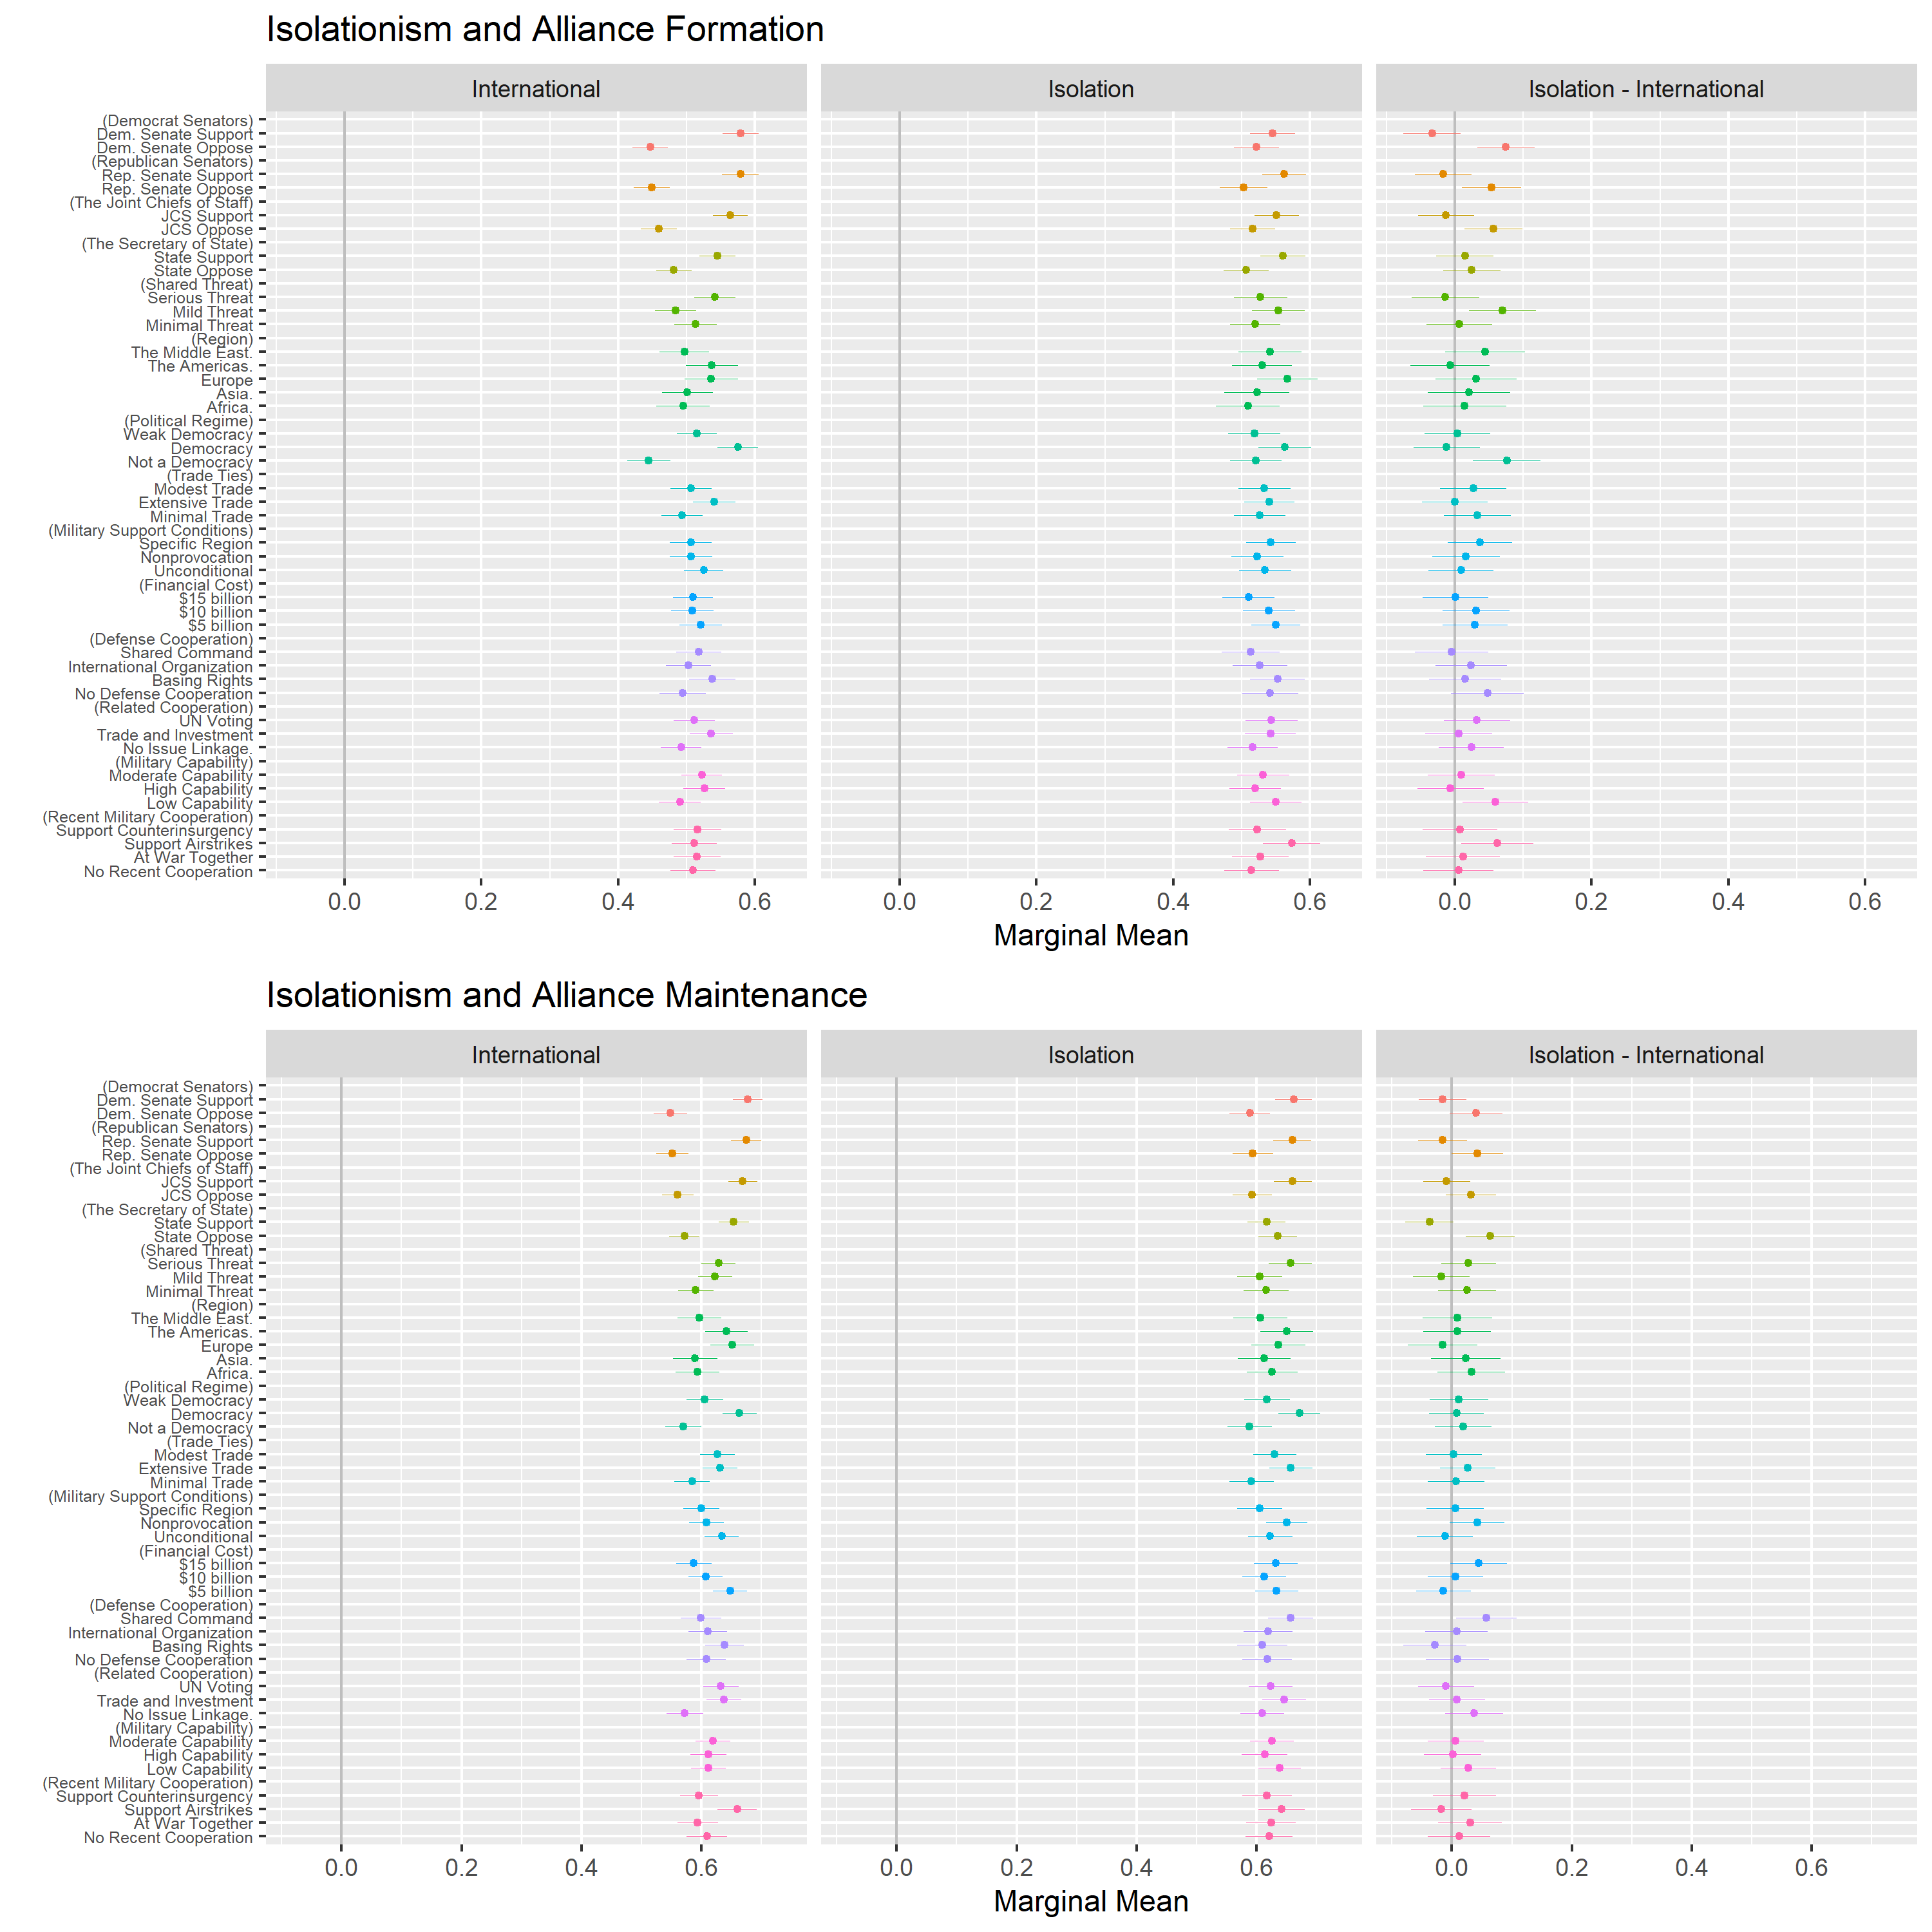 Isolationism and Alliance Formation
International
Isolation
Isolation - International
(Democrat Senators)
Dem. Senate Support
Dem. Senate Oppose
(Republican Senators)
Rep. Senate Support
Rep. Senate Oppose
(The Joint Chiefs of Staff)
JCS Support
JCS Oppose
(The Secretary of State)
State Support
State Oppose
(Shared Threat)
Serious Threat
Mild Threat
Minimal Threat
(Region)
The Middle East.
The Americas.
Europe
Asia.
Africa.
(Political Regime)
Weak Democracy
Democracy
Not a Democracy
(Trade Ties)
Modest Trade
Extensive Trade
Minimal Trade
(Military Support Conditions)
Specific Region
Nonprovocation
Unconditional
(Financial Cost)
$15 billion
$10 billion
$5 billion
(Defense Cooperation)
Shared Command
International Organization
Basing Rights
No Defense Cooperation
(Related Cooperation)
UN Voting
Trade and Investment
No Issue Linkage.
(Military Capability)
Moderate Capability
High Capability
Low Capability
(Recent Military Cooperation)
Support Counterinsurgency
Support Airstrikes
At War Together
No Recent Cooperation
0.0 0.2 0.4 0.6
0.0 0.2 0.4 0.6
0.0 0.2 0.4 0.6
Marginal Mean
Isolationism and Alliance Maintenance
International
Isolation
Isolation - International
(Democrat Senators)
Dem. Senate Support
Dem. Senate Oppose
(Republican Senators)
Rep. Senate Support
Rep. Senate Oppose
(The Joint Chiefs of Staff)
JCS Support
JCS Oppose
(The Secretary of State)
State Support
State Oppose
(Shared Threat)
Serious Threat
Mild Threat
Minimal Threat
(Region)
The Middle East.
The Americas.
Europe
Asia.
Africa.
(Political Regime)
Weak Democracy
Democracy
Not a Democracy
(Trade Ties)
Modest Trade
Extensive Trade
Minimal Trade
(Military Support Conditions)
Specific Region
Nonprovocation
Unconditional
(Financial Cost)
$15 billion
$10 billion
$5 billion
(Defense Cooperation)
Shared Command
International Organization
Basing Rights
No Defense Cooperation
(Related Cooperation)
UN Voting
Trade and Investment
No Issue Linkage.
(Military Capability)
Moderate Capability
High Capability
Low Capability
(Recent Military Cooperation)
Support Counterinsurgency
Support Airstrikes
At War Together
No Recent Cooperation
0.0 0.2 0.4 0.6
0.0 0.2 0.4 0.6
0.0 0.2 0.4 0.6
Marginal Mean